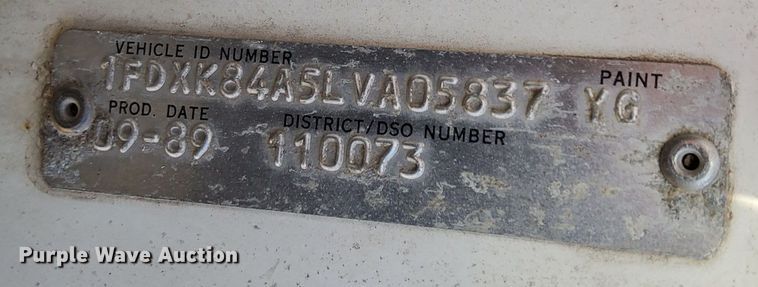 VEHICLE ID NUMBER
1FDXK84A5LVA05837 YG
PAINT
PROD. DATE
09-89
DISTRICT/DSO NUMBER
110073
Purple Wave Auction